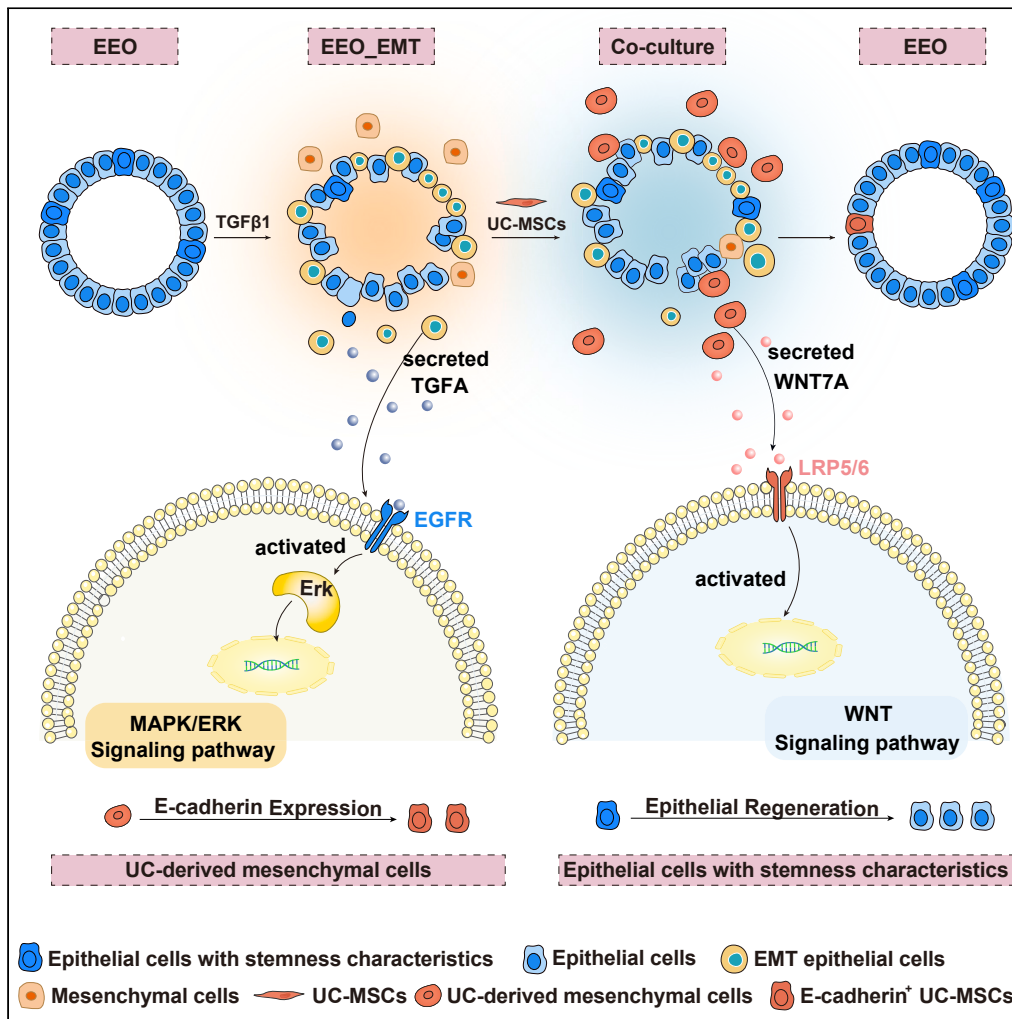 EEO
EEO_EMT
Co-culture
EEO
TGFβ1
UC-MSCs
secreted
TGFA
secreted
WNT7A
LRP5/6
EGFR
activated
Erk
activated
MAPK/ERK
Signaling pathway
WNT
Signaling pathway
E-cadherin Expression
Epithelial Regeneration
UC-derived mesenchymal cells
Epithelial cells with stemness characteristics
Epithelial cells with stemness characteristics
Epithelial cells
EMT epithelial cells
Mesenchymal cells
UC-MSCs
UC-derived mesenchymal cells
E-cadherin⁺ UC-MSCs